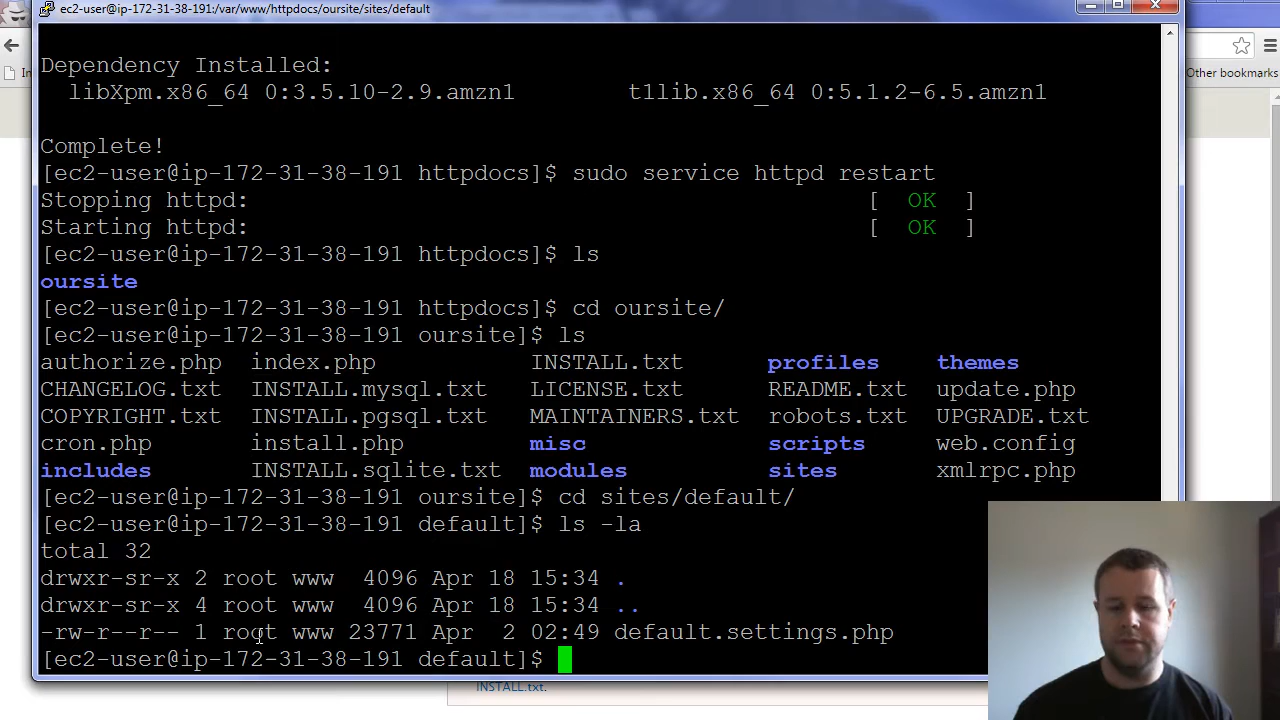 ec2-user@ip-172-31-38-191:/var/www/httpdocs/oursite/sites/default
Other bookmarks
Dependency Installed:
libXpm.x86_64 0:3.5.10-2.9.amzn1 t1lib.x86_64 0:5.1.2-6.5.amzn1
Complete!
[ec2-user@ip-172-31-38-191 httpdocs]$ sudo service httpd restart
Stopping httpd: [ OK ]
Starting httpd: [ OK ]
[ec2-user@ip-172-31-38-191 httpdocs]$ ls
oursite
[ec2-user@ip-172-31-38-191 httpdocs]$ cd oursite/
[ec2-user@ip-172-31-38-191 oursite]$ ls
authorize.php index.php INSTALL.txt profiles themes
CHANGELOG.txt INSTALL.mysql.txt LICENSE.txt README.txt update.php
COPYRIGHT.txt INSTALL.pgsql.txt MAINTAINERS.txt robots.txt UPGRADE.txt
cron.php install.php misc scripts web.config
includes INSTALL.sqlite.txt modules sites xmlrpc.php
[ec2-user@ip-172-31-38-191 oursite]$ cd sites/default/
[ec2-user@ip-172-31-38-191 default]$ ls -la
total 32
drwxr-sr-x 2 root www 4096 Apr 18 15:34 .
drwxr-sr-x 4 root www 4096 Apr 18 15:34 ..
-rw-r--r-- 1 root www 23771 Apr 2 02:49 default.settings.php
[ec2-user@ip-172-31-38-191 default]$
INSTALL.txt.